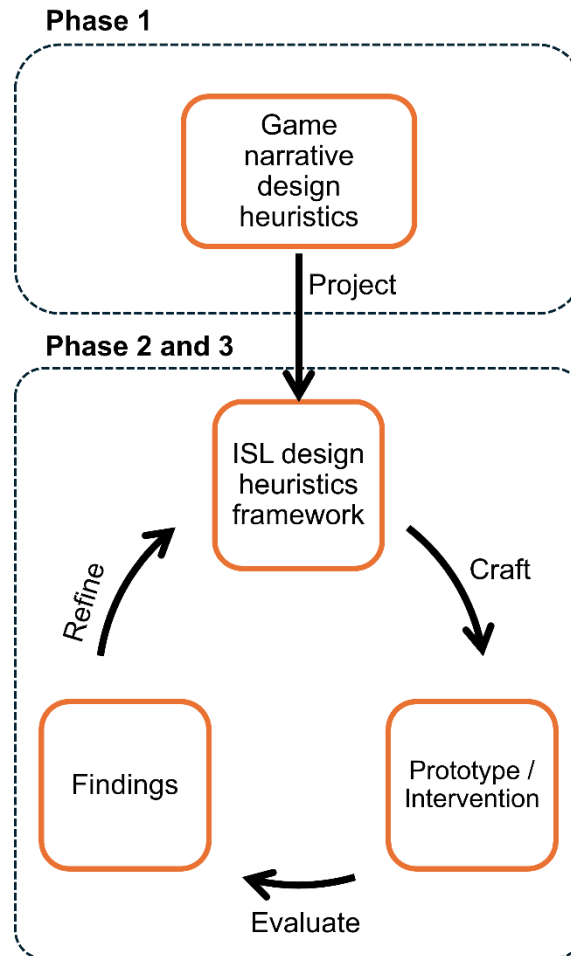 Phase 1
Game
narrative
design
heuristics
Project
Phase 2 and 3
ISL design
heuristics
framework
Craft
Refine
Findings
Prototype /
Intervention
Evaluate